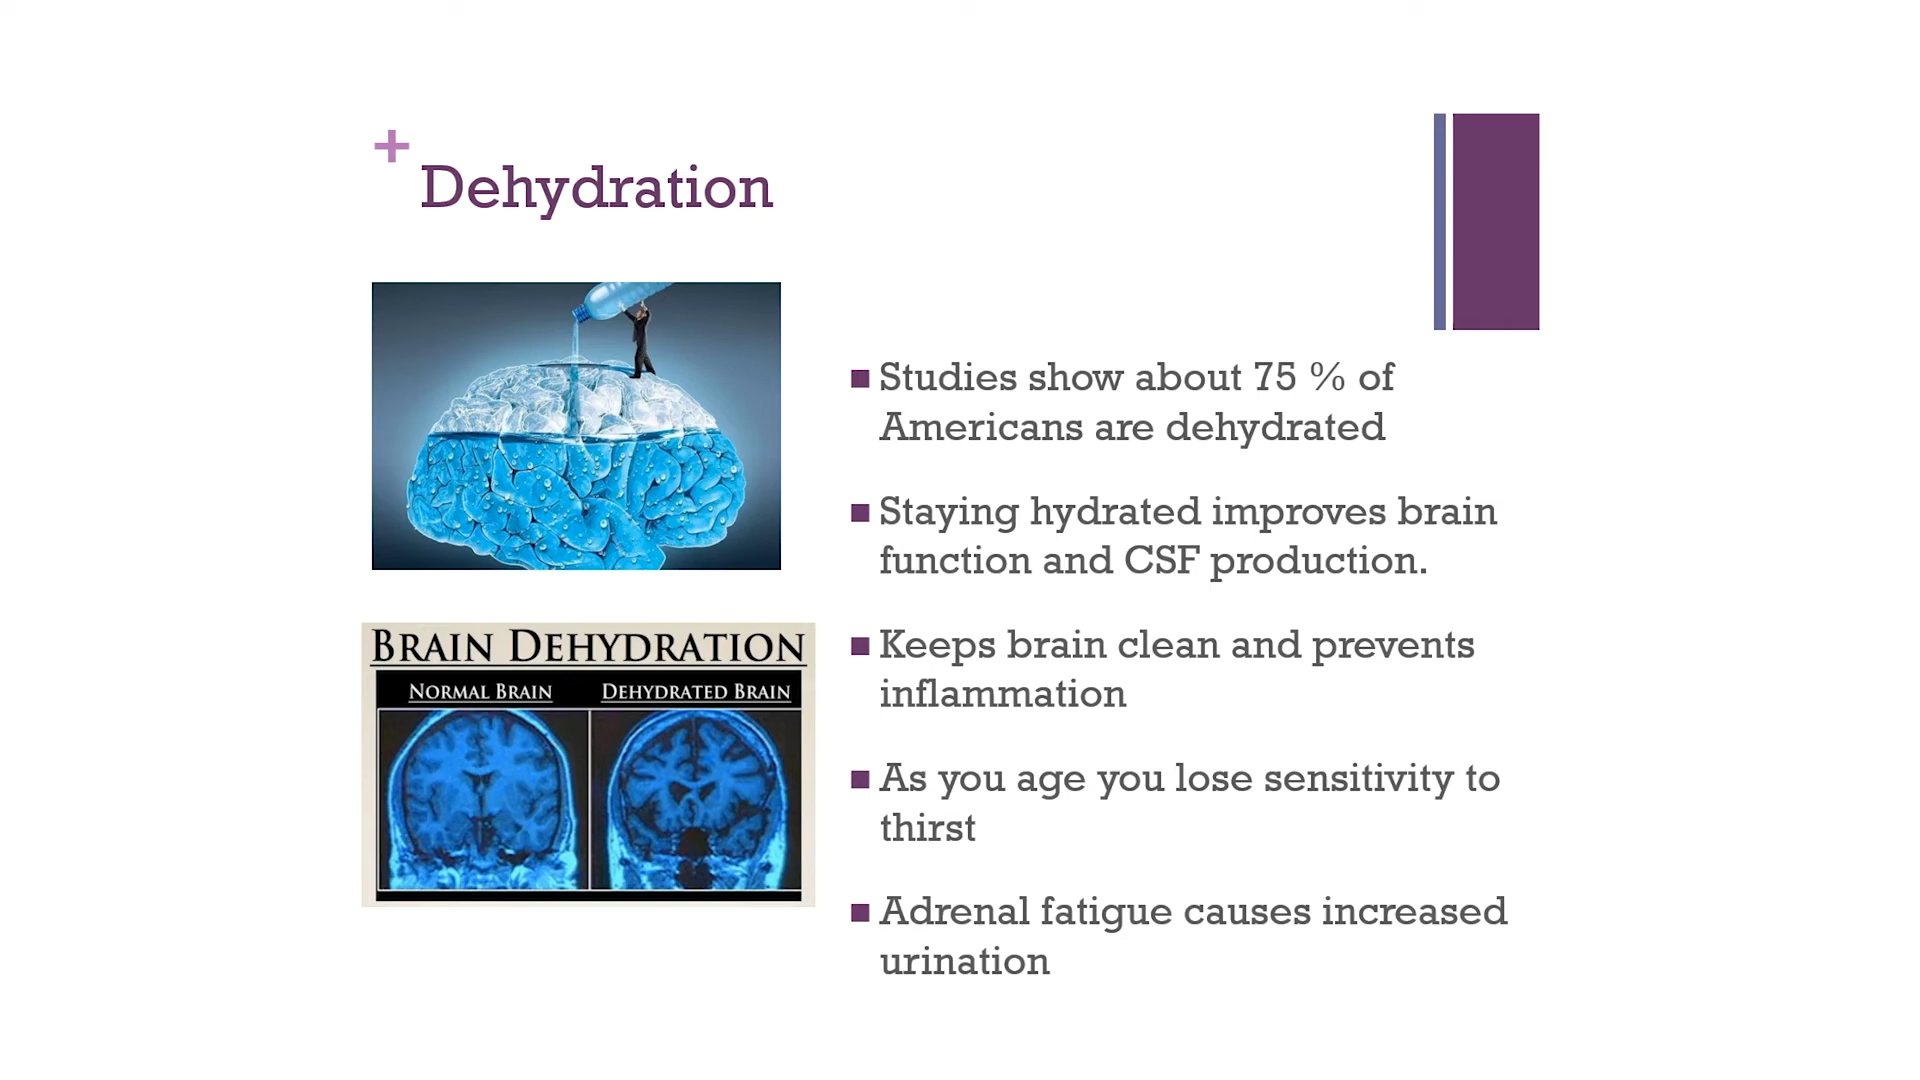 +
Dehydration
Studies show about 75 % of
Americans are dehydrated
Staying hydrated improves brain
function and CSF production.
Keeps brain clean and prevents
inflammation
As you age you lose sensitivity to
thirst
Adrenal fatigue causes increased
urination
BRAIN DEHYDRATION
NORMAL BRAIN
DEHYDRATED BRAIN